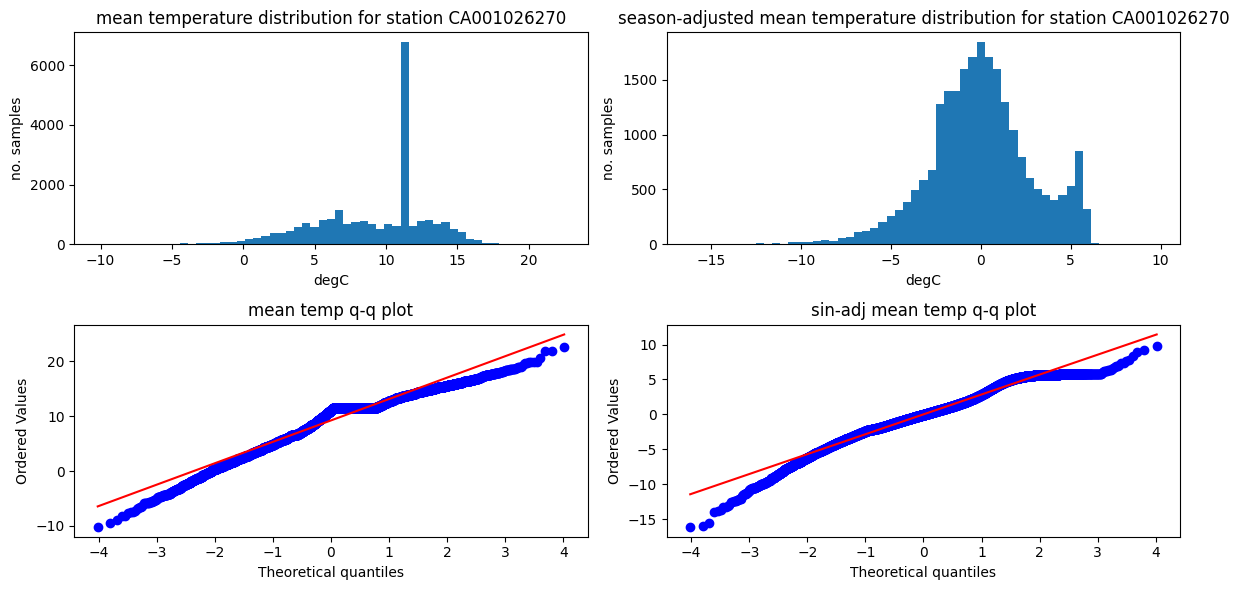 mean temperature distribution for station CA001026270
no. samples
6000
4000
2000
0
−10 −5 0 5 10 15 20
degC
season-adjusted mean temperature distribution for station CA001026270
no. samples
1500
1000
500
0
−15 −10 −5 0 5 10
degC
mean temp q-q plot
Ordered Values
20
10
0
−10
−4 −3 −2 −1 0 1 2 3 4
Theoretical quantiles
sin-adj mean temp q-q plot
Ordered Values
10
5
0
−5
−10
−15
−4 −3 −2 −1 0 1 2 3 4
Theoretical quantiles